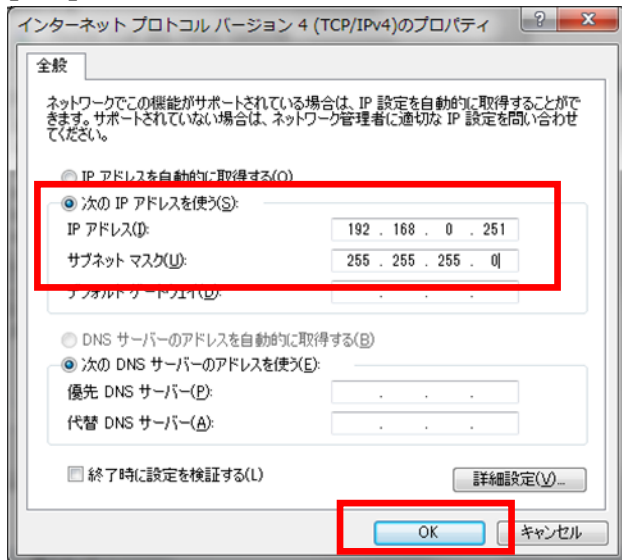 インターネット プロトコル バージョン 4 (TCP/IPv4)のプロパティ
全般
ネットワークでこの機能がサポートされている場合は、IP 設定を自動的に取得することがで
きます。サポートされていない場合は、ネットワーク管理者に適切な IP 設定を問い合わせ
てください。
IP アドレスを自動的に取得する(O)
次の IP アドレスを使う(S):
IP アドレス(I): 192 . 168 . 0 . 251
サブネット マスク(U): 255 . 255 . 255 . 0
デフォルト ゲートウェイ(D): . . .
DNS サーバーのアドレスを自動的に取得する(B)
次の DNS サーバーのアドレスを使う(E):
優先 DNS サーバー(P): . . .
代替 DNS サーバー(A): . . .
終了時に設定を検証する(L)
詳細設定(V)...
OK キャンセル